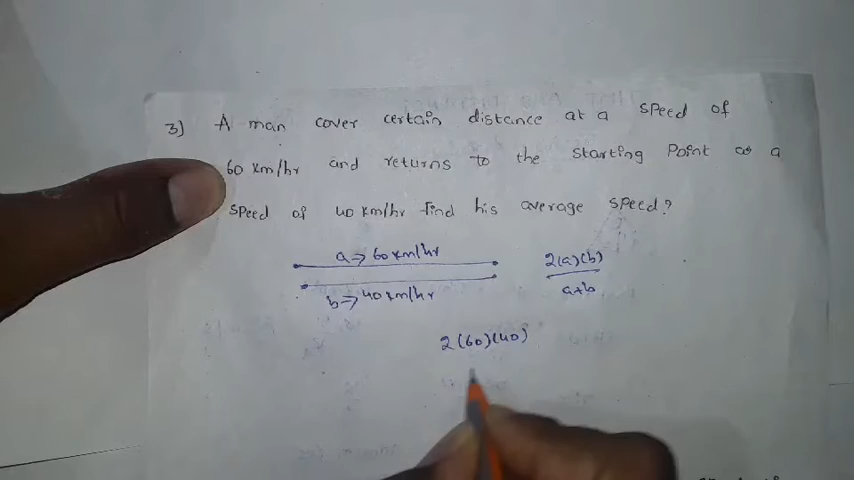 3) A man cover certain distance at a speed of
60 km/hr and returns to the starting Point as a
speed of 40 km/hr find his average speed?
a → 60 km/hr
b → 40 km/hr
2(a)(b)
a+b
2(60)(40)